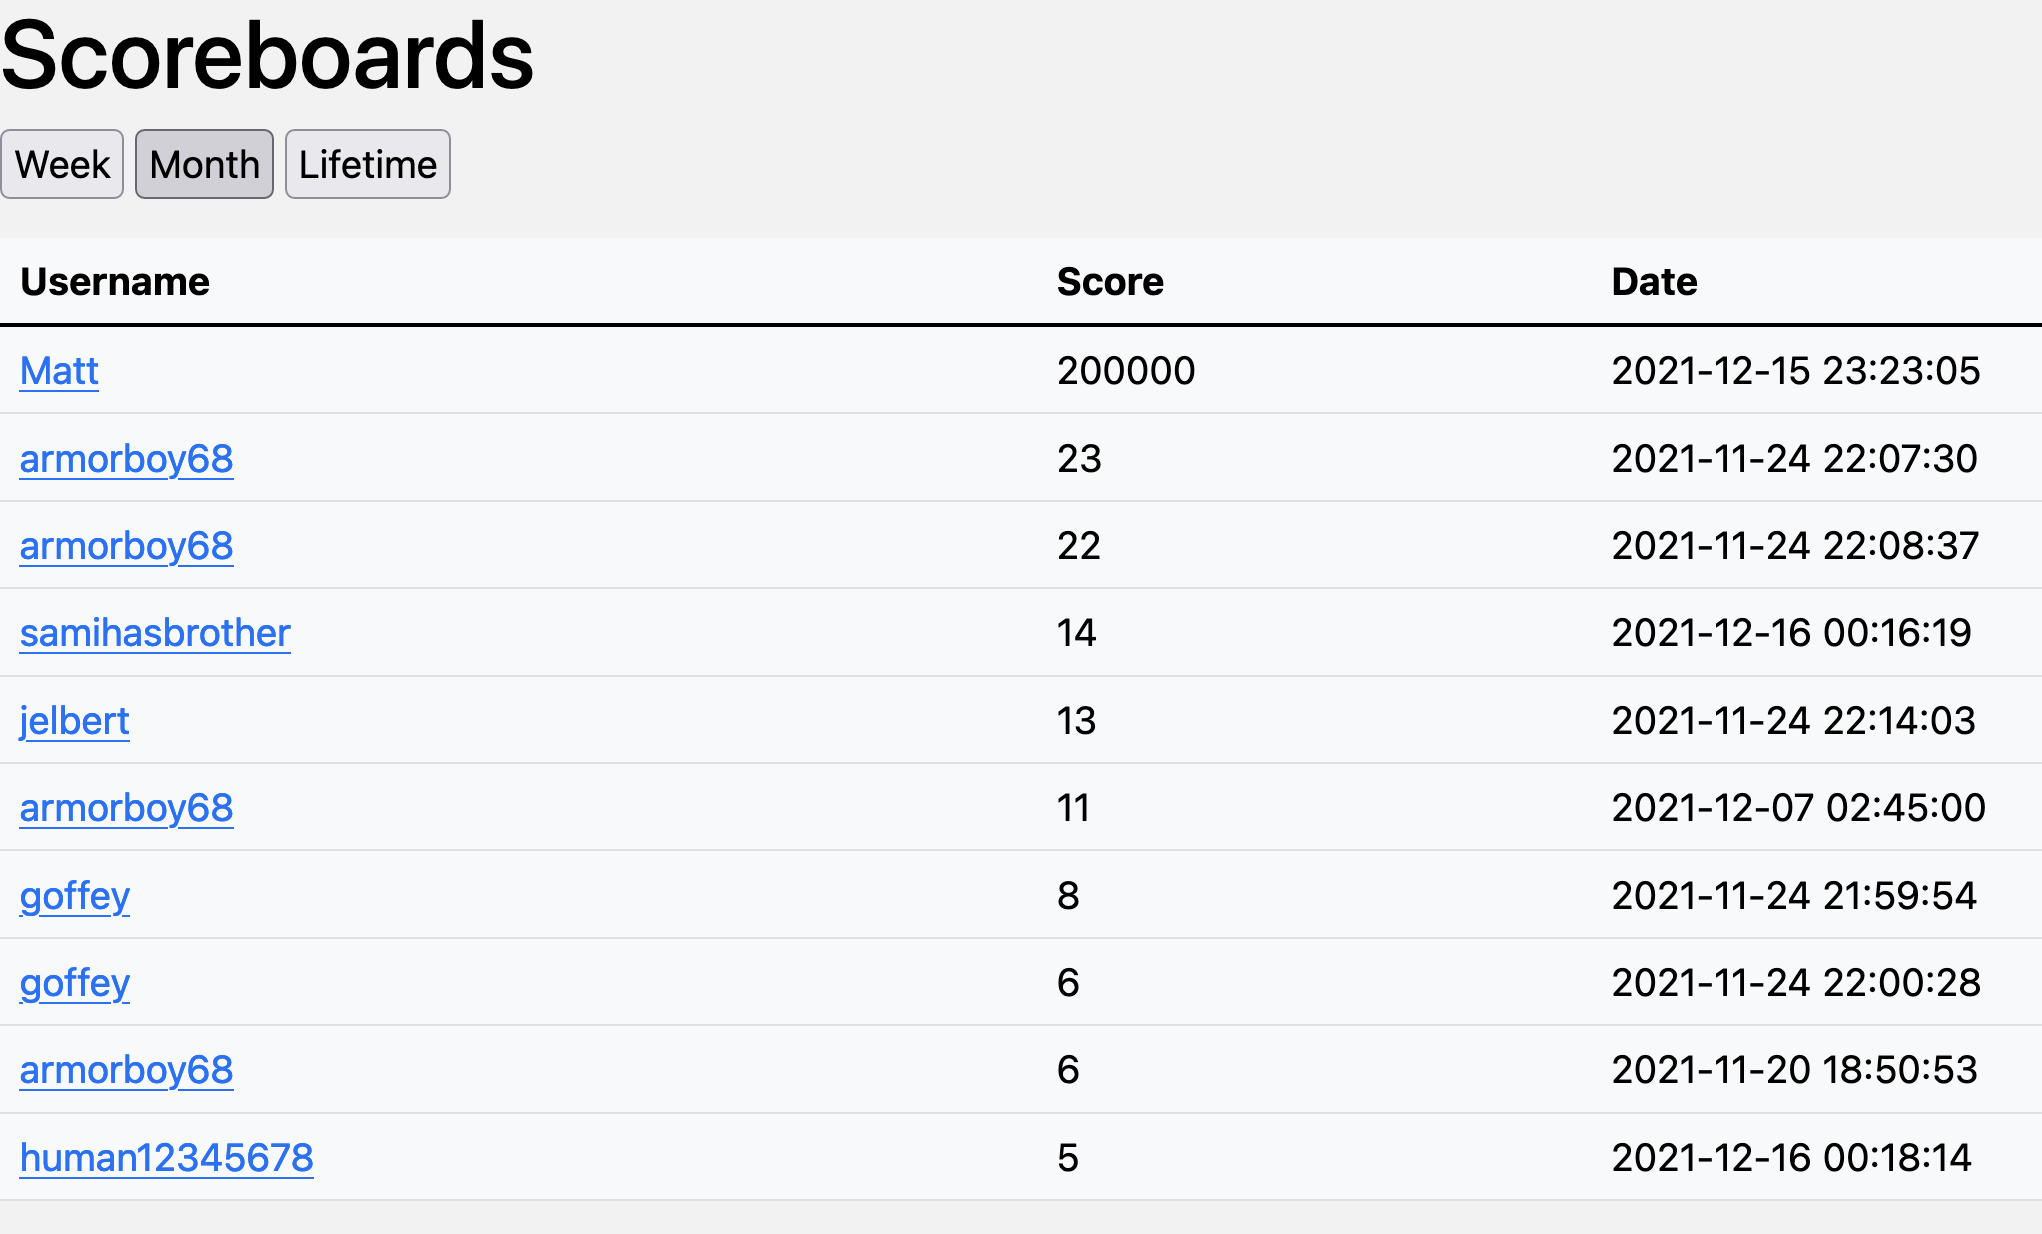 Scoreboards
Week Month Lifetime
Username Score Date
Matt 200000 2021-12-15 23:23:05
armorboy68 23 2021-11-24 22:07:30
armorboy68 22 2021-11-24 22:08:37
samihasbrother 14 2021-12-16 00:16:19
jelbert 13 2021-11-24 22:14:03
armorboy68 11 2021-12-07 02:45:00
goffey 8 2021-11-24 21:59:54
goffey 6 2021-11-24 22:00:28
armorboy68 6 2021-11-20 18:50:53
human12345678 5 2021-12-16 00:18:14